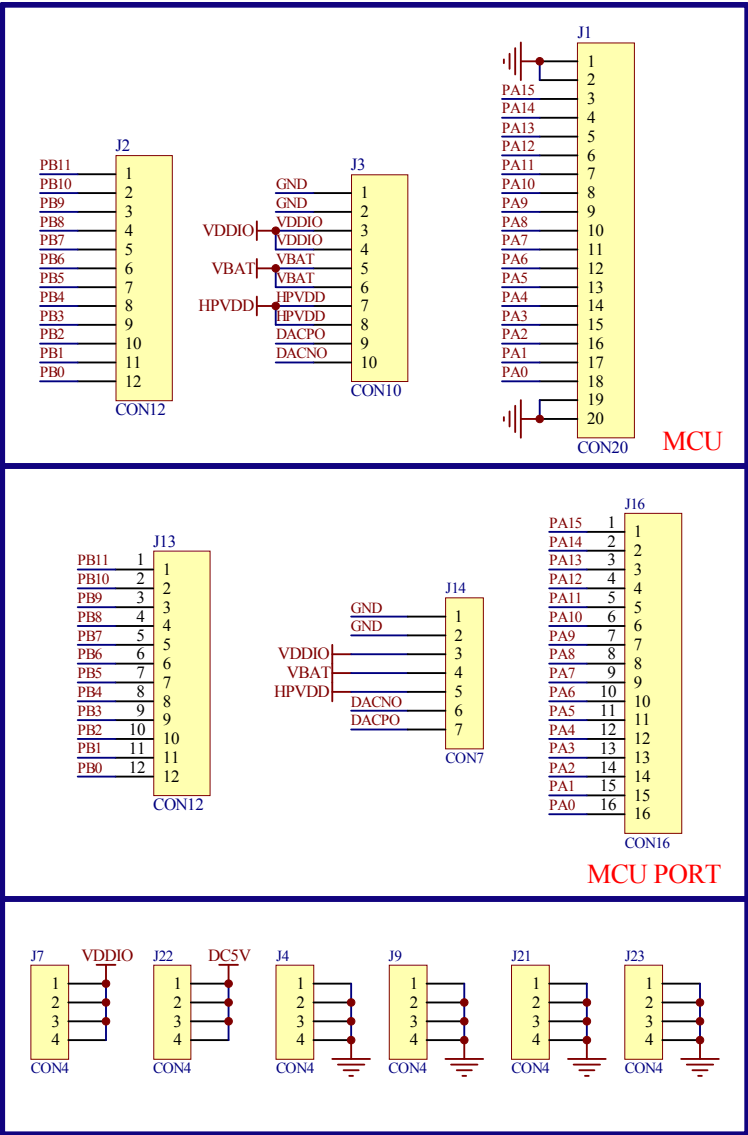 J1
1
2
PA15 3
PA14 4
PA13 5
PA12 6
PA11 7
PA10 8
PA9 9
PA8 10
PA7 11
PA6 12
PA5 13
PA4 14
PA3 15
PA2 16
PA1 17
PA0 18
19
20
CON20
J2
PB11 1
PB10 2
PB9 3
PB8 4
PB7 5
PB6 6
PB5 7
PB4 8
PB3 9
PB2 10
PB1 11
PB0 12
CON12
J3
GND 1
GND 2
VDDIO VDDIO 3
VDDIO 4
VBAT VBAT 5
VBAT 6
HPVDD HPVDD 7
HPVDD 8
DACPO 9
DACNO 10
CON10
MCU
J13
PB11 1 1
PB10 2 2
PB9 3 3
PB8 4 4
PB7 5 5
PB6 6 6
PB5 7 7
PB4 8 8
PB3 9 9
PB2 10 10
PB1 11 11
PB0 12 12
CON12
J14
GND 1
GND 2
VDDIO 3
VBAT 4
HPVDD 5
DACNO 6
DACPO 7
CON7
J16
PA15 1 1
PA14 2 2
PA13 3 3
PA12 4 4
PA11 5 5
PA10 6 6
PA9 7 7
PA8 8 8
PA7 9 9
PA6 10 10
PA5 11 11
PA4 12 12
PA3 13 13
PA2 14 14
PA1 15 15
PA0 16 16
CON16
MCU PORT
J7 VDDIO
1
2
3
4
CON4
J22 DC5V
1
2
3
4
CON4
J4
1
2
3
4
CON4
J9
1
2
3
4
CON4
J21
1
2
3
4
CON4
J23
1
2
3
4
CON4